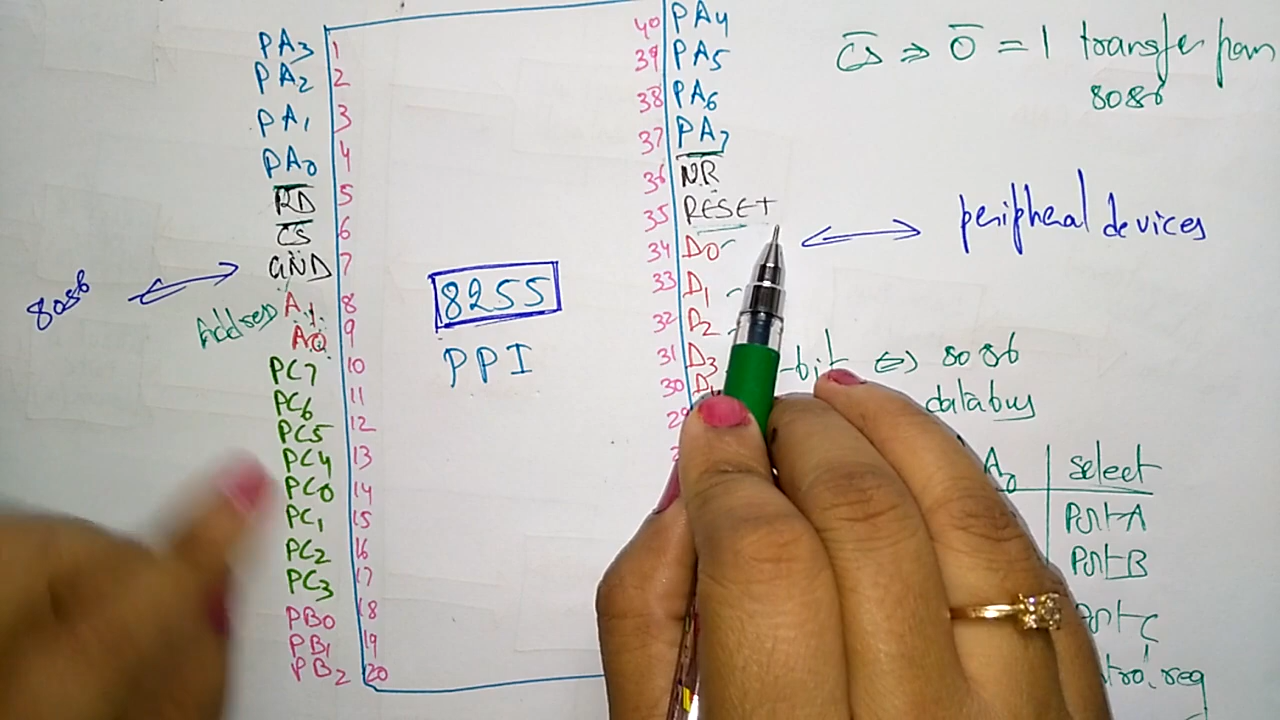 PA3 1
PA2 2
PA1 3
PA0 4
RD 5
CS 6
GND 7
A1 8
A0 9
PC7 10
PC6 11
PC5 12
PC4 13
PC0 14
PC1 15
PC2 16
PC3 17
PB0 18
PB1 19
PB2 20
8086
Address
8255
PPI
40 PA4
39 PA5
38 PA6
37 PA7
36 WR
35 RESET
34 D0
33 D1
32 D2
31 D3
30
CS ⇒ 0 = 1 transfer from
8086
peripheral devices
-bit ⇔ 8086
databus
A0 select
Port-A
Port-B